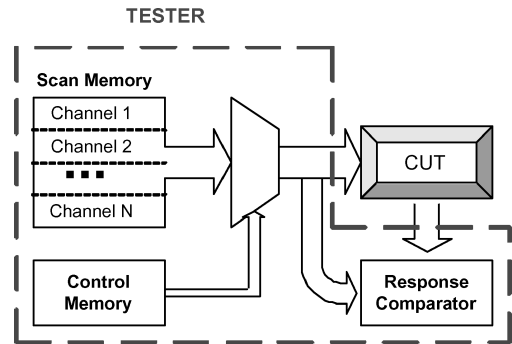 TESTER
Scan Memory
Channel 1
Channel 2
...
Channel N
CUT
Control
Memory
Response
Comparator